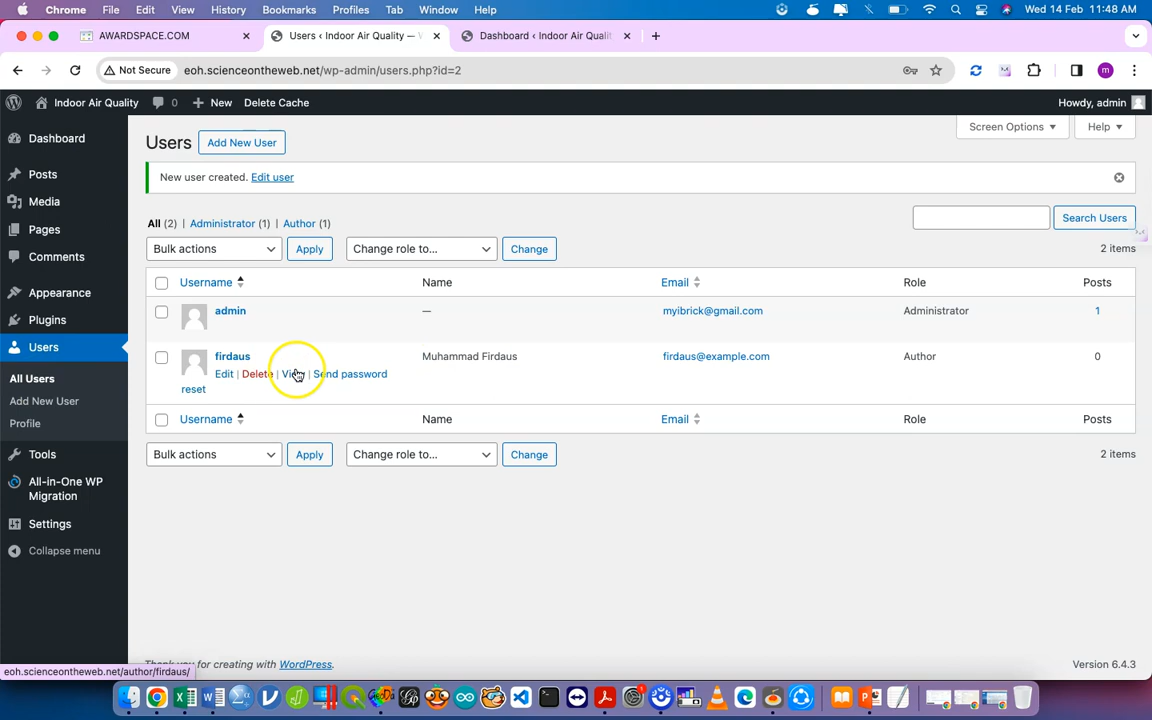 Chrome File Edit View History Bookmarks Profiles Tab Window Help Wed 14 Feb 11:48 AM
AWARDSPACE.COM Users ‹ Indoor Air Quality — Dashboard ‹ Indoor Air Quali
Not Secure eoh.scienceontheweb.net/wp-admin/users.php?id=2 m
Indoor Air Quality 0 New Delete Cache Howdy, admin
Dashboard
Posts
Media
Pages
Comments
Appearance
Plugins
Users
All Users
Add New User
Profile
Tools
All-in-One WP
Migration
Settings
Collapse menu
Screen Options Help
Users Add New User
New user created. Edit user
All (2) | Administrator (1) | Author (1) Search Users
Bulk actions Apply Change role to... Change 2 items
Username Name Email Role Posts
admin — myibrick@gmail.com Administrator 1
firdaus Muhammad Firdaus firdaus@example.com Author 0
Edit | Delete | View | Send password
reset
Username Name Email Role Posts
Bulk actions Apply Change role to... Change 2 items
Thank you for creating with WordPress. Version 6.4.3
eoh.scienceontheweb.net/author/firdaus/